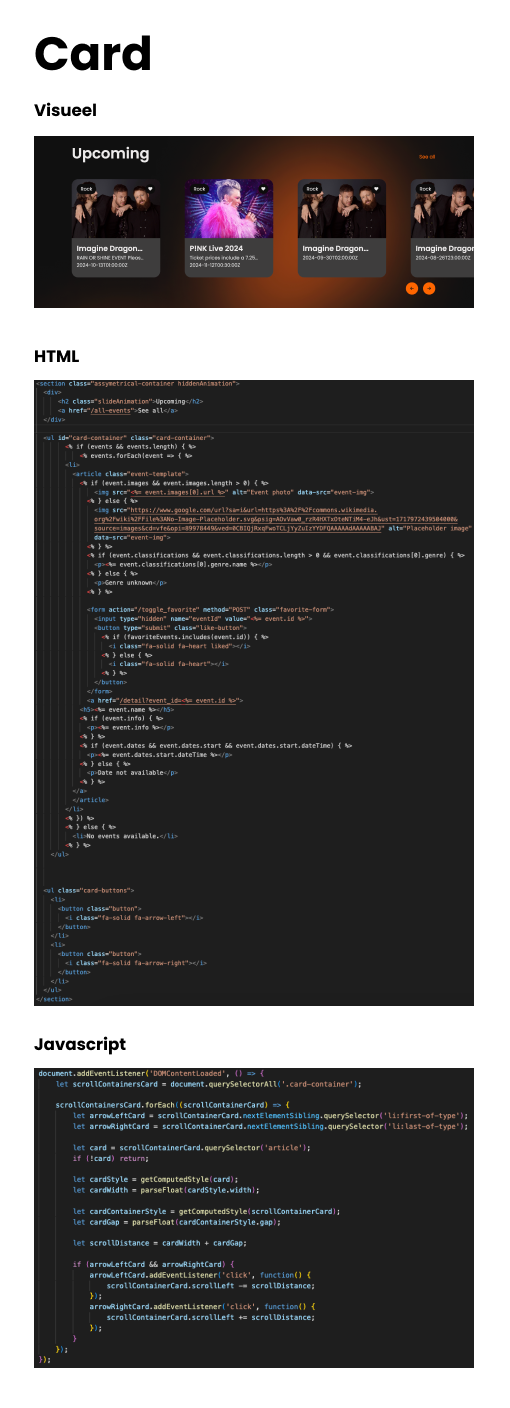 Card
Visueel
Upcoming
See all
Rock
Rock
Rock
Rock
Imagine Dragon...
P!NK Live 2024
Imagine Dragon...
Imagine Dragon
RAIN OR SHINE EVENT Pleas...
Ticket prices include a 7.25...
2024-10-13T01:00:00Z
2024-11-12T00:30:00Z
2024-09-30T02:00:00Z
2024-08-26T23:00:00Z
HTML
<section class="assymetrical-container hiddenAnimation">
<div>
<h2 class="slideAnimation">Upcoming</h2>
<a href="/all-events">See all</a>
</div>
<ul id="card-container" class="card-container">
<% if (events && events.length) { %>
<% events.forEach(event => { %>
<li>
<article class="event-template">
<% if (event.images && event.images.length > 0) { %>
<img src="<%= event.images[0].url %>" alt="Event photo" data-src="event-img">
<% } else { %>
<img src="https://www.google.com/url?sa=i&url=https%3A%2F%2Fcommons.wikimedia.
org%2Fwiki%2FFile%3ANo-Image-Placeholder.svg&psig=
source=images&cd=vfe&opi=89978449&ved= alt="Placeholder image"
data-src="event-img">
<% } %>
<% if (event.classifications && event.classifications.length > 0 && event.classifications[0].genre) { %>
<p><%= event.classifications[0].genre.name %></p>
<% } else { %>
<p>Genre unknown</p>
<% } %>
<form action="/toggle_favorite" method="POST" class="favorite-form">
<input type="hidden" name="eventId" value="<%= event.id %>">
<button type="submit" class="like-button">
<% if (favoriteEvents.includes(event.id)) { %>
<i class="fa-solid fa-heart liked"></i>
<% } else { %>
<i class="fa-solid fa-heart"></i>
<% } %>
</button>
</form>
<a href="/detail?event_id=<%= event.id %>">
<h5><%= event.name %></h5>
<% if (event.info) { %>
<p><%= event.info %></p>
<% } %>
<% if (event.dates && event.dates.start && event.dates.start.dateTime) { %>
<p><%= event.dates.start.dateTime %></p>
<% } else { %>
<p>Date not available</p>
<% } %>
</a>
</article>
</li>
<% }) %>
<% } else { %>
<li>No events available.</li>
<% } %>
</ul>
<ul class="card-buttons">
<li>
<button class="button">
<i class="fa-solid fa-arrow-left"></i>
</button>
</li>
<li>
<button class="button">
<i class="fa-solid fa-arrow-right"></i>
</button>
</li>
</ul>
</section>
Javascript
document.addEventListener('DOMContentLoaded', () => {
let scrollContainersCard = document.querySelectorAll('.card-container');
scrollContainersCard.forEach((scrollContainerCard) => {
let arrowLeftCard = scrollContainerCard.nextElementSibling.querySelector('li:first-of-type');
let arrowRightCard = scrollContainerCard.nextElementSibling.querySelector('li:last-of-type');
let card = scrollContainerCard.querySelector('article');
if (!card) return;
let cardStyle = getComputedStyle(card);
let cardWidth = parseFloat(cardStyle.width);
let cardContainerStyle = getComputedStyle(scrollContainerCard);
let cardGap = parseFloat(cardContainerStyle.gap);
let scrollDistance = cardWidth + cardGap;
if (arrowLeftCard && arrowRightCard) {
arrowLeftCard.addEventListener('click', function() {
scrollContainerCard.scrollLeft -= scrollDistance;
});
arrowRightCard.addEventListener('click', function() {
scrollContainerCard.scrollLeft += scrollDistance;
});
}
});
});